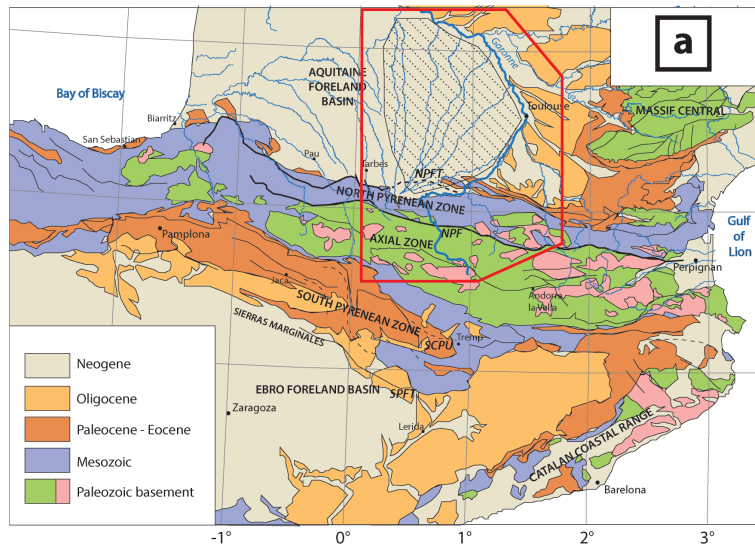 a
Garonne
AQUITAINE
FORELAND
BASIN
Bay of Biscay
Toulouse
MASSIF CENTRAL
Biarritz
San Sebastian
Pau
Tarbes
NPFT
NORTH PYRENEAN ZONE
Gulf
of
Lion
Pamplona
NPF
AXIAL ZONE
Perpignan
Jaca
Andorra
la Vella
SOUTH PYRENEAN ZONE
SIERRAS MARGINALES
Tremp
SCPU
Neogene
Oligocene
Paleocene - Eocene
Mesozoic
Paleozoic basement
EBRO FORELAND BASIN
SPFT
Zaragoza
Lerida
CATALAN COASTAL RANGE
Barelona
-1° 0° 1° 2° 3°